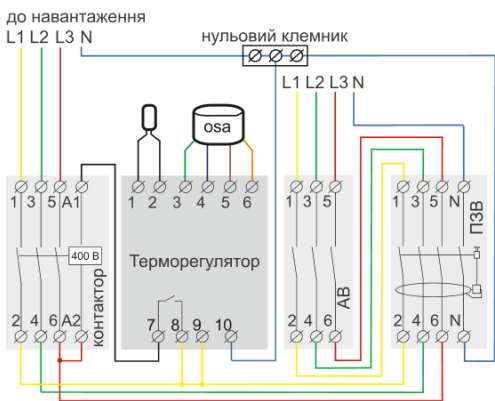 до навантаження
L1 L2 L3 N
нульовий клемник
L1 L2 L3 N
osa
1 3 5 A1
1 2 3 4 5 6
1 3 5
1 3 5 N
400 В
контактор
Терморегулятор
АВ
ПЗВ
2 4 6 A2
7 8 9 10
2 4 6
2 4 6 N